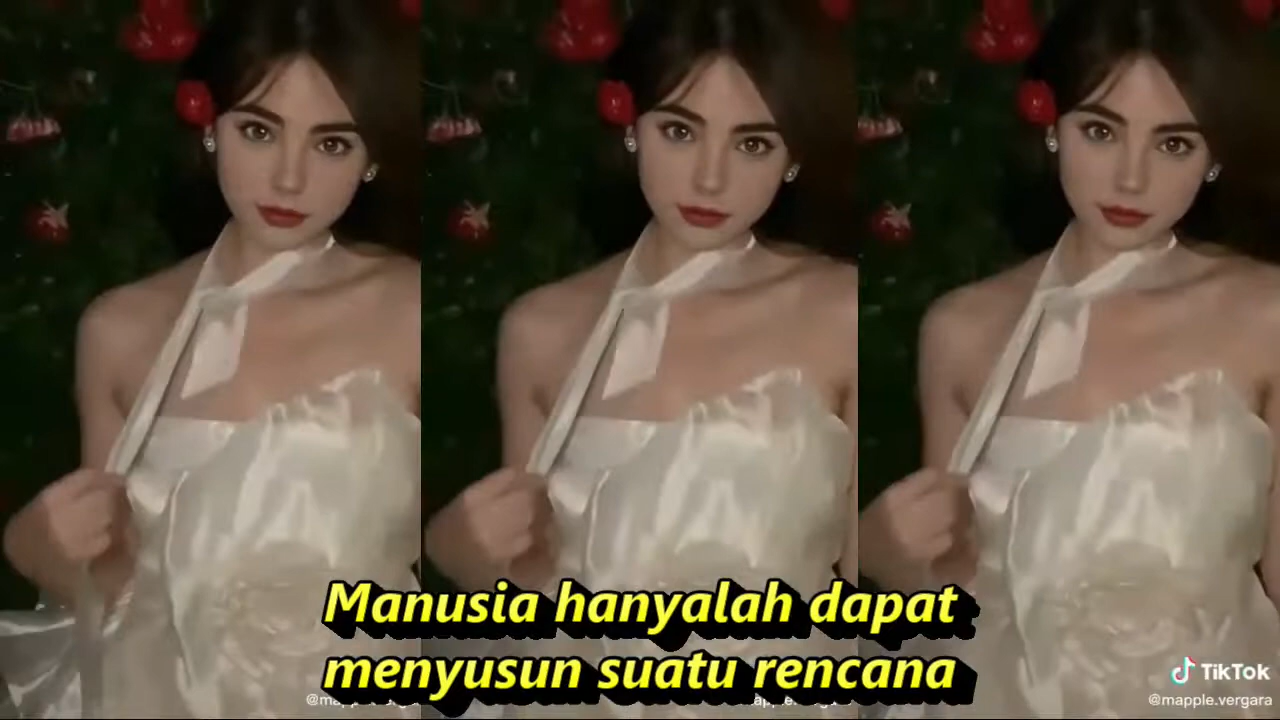 Manusia hanyalah dapat
menyusun suatu rencana
TikTok
@mapple.vergara